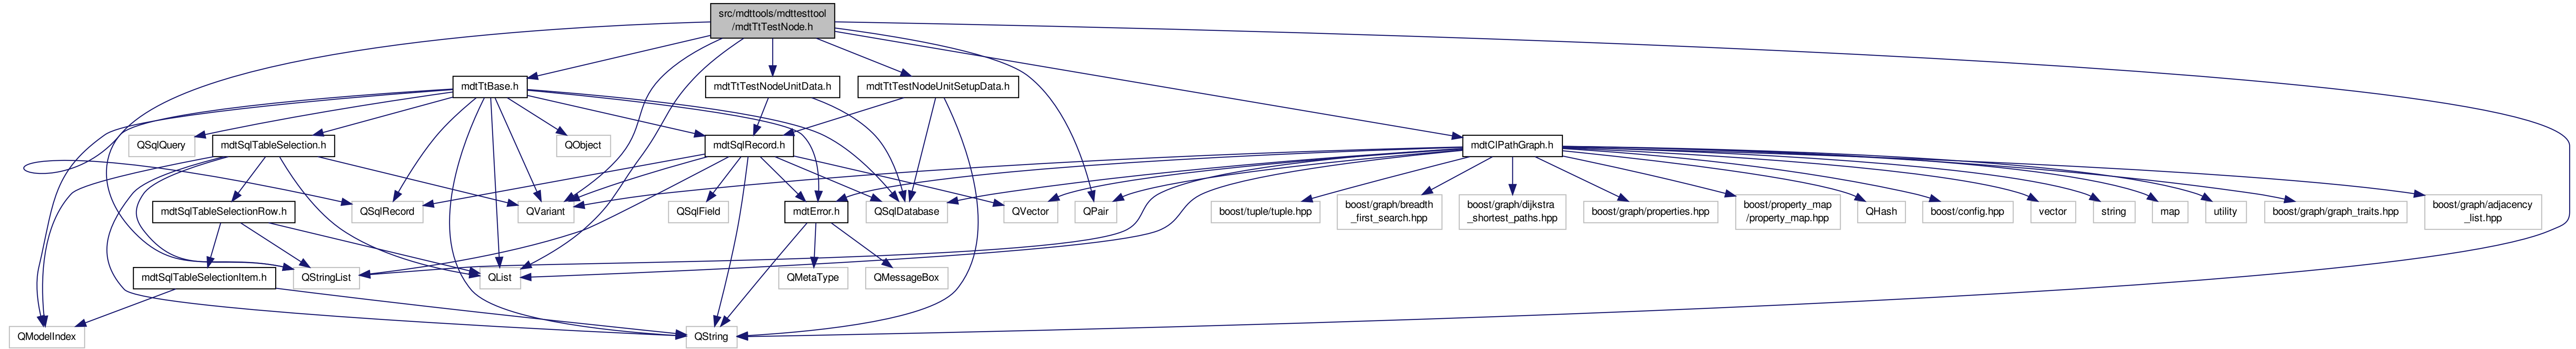 src/mdttools/mdttesttool
/mdtTtTestNode.h
mdtTtBase.h
mdtTtTestNodeUnitData.h
mdtTtTestNodeUnitSetupData.h
QSqlQuery
mdtSqlTableSelection.h
QObject
mdtSqlRecord.h
mdtClPathGraph.h
mdtSqlTableSelectionRow.h
QSqlRecord
QVariant
QSqlField
mdtError.h
QSqlDatabase
QVector
QPair
boost/tuple/tuple.hpp
boost/graph/breadth
_first_search.hpp
boost/graph/dijkstra
_shortest_paths.hpp
boost/graph/properties.hpp
boost/property_map
/property_map.hpp
QHash
boost/config.hpp
vector
string
map
utility
boost/graph/graph_traits.hpp
boost/graph/adjacency
_list.hpp
mdtSqlTableSelectionItem.h
QStringList
QList
QMetaType
QMessageBox
QModelIndex
QString